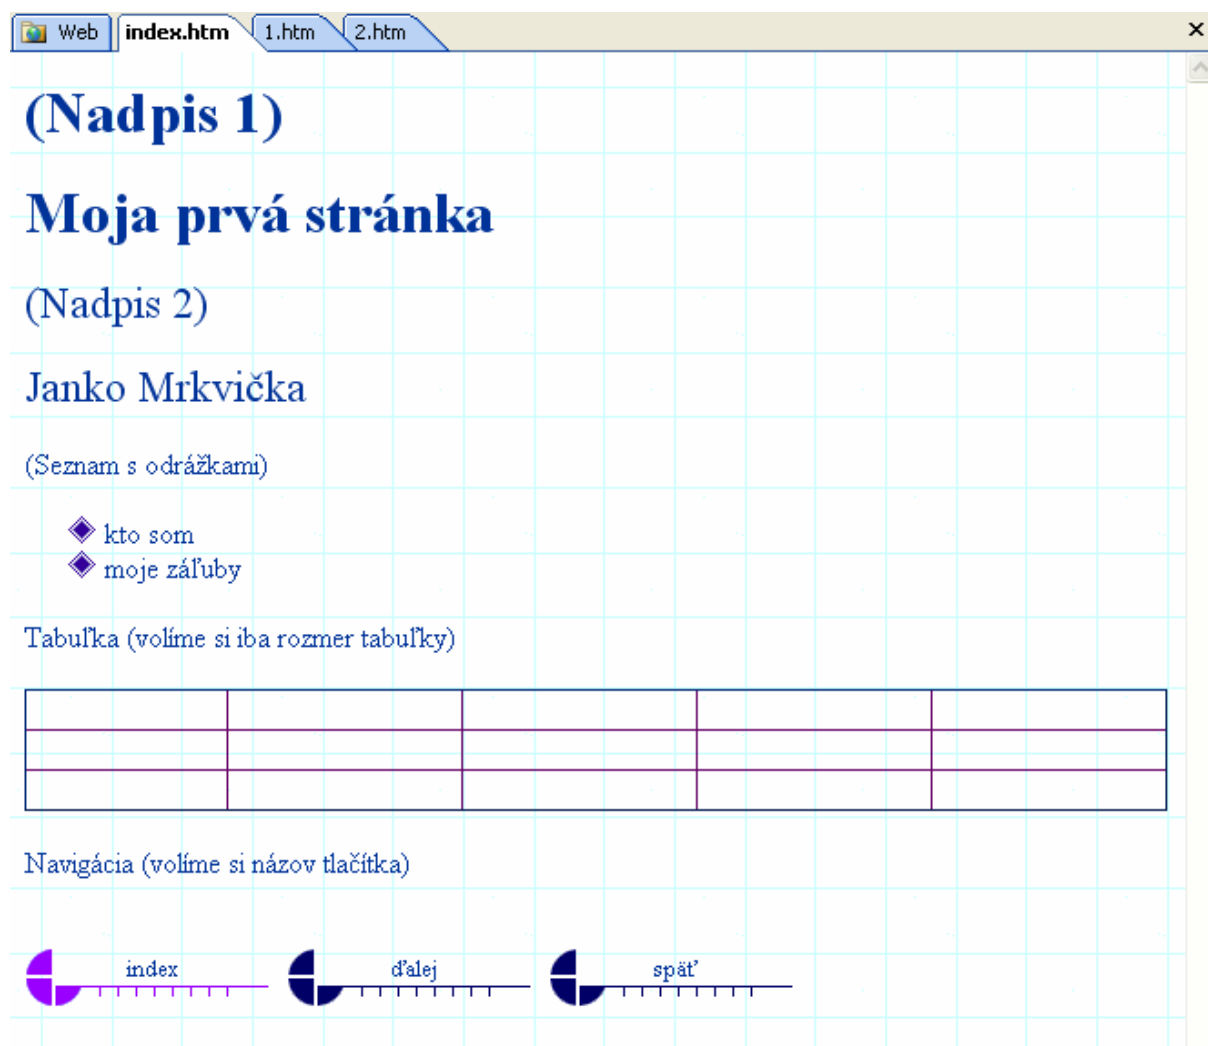 Web index.htm 1.htm 2.htm
(Nadpis 1)
Moja prvá stránka
(Nadpis 2)
Janko Mrkvička
(Seznam s odrážkami)
kto som
moje záľuby
Tabuľka (volíme si iba rozmer tabuľky)
Navigácia (volíme si názov tlačítka)
index ďalej späť